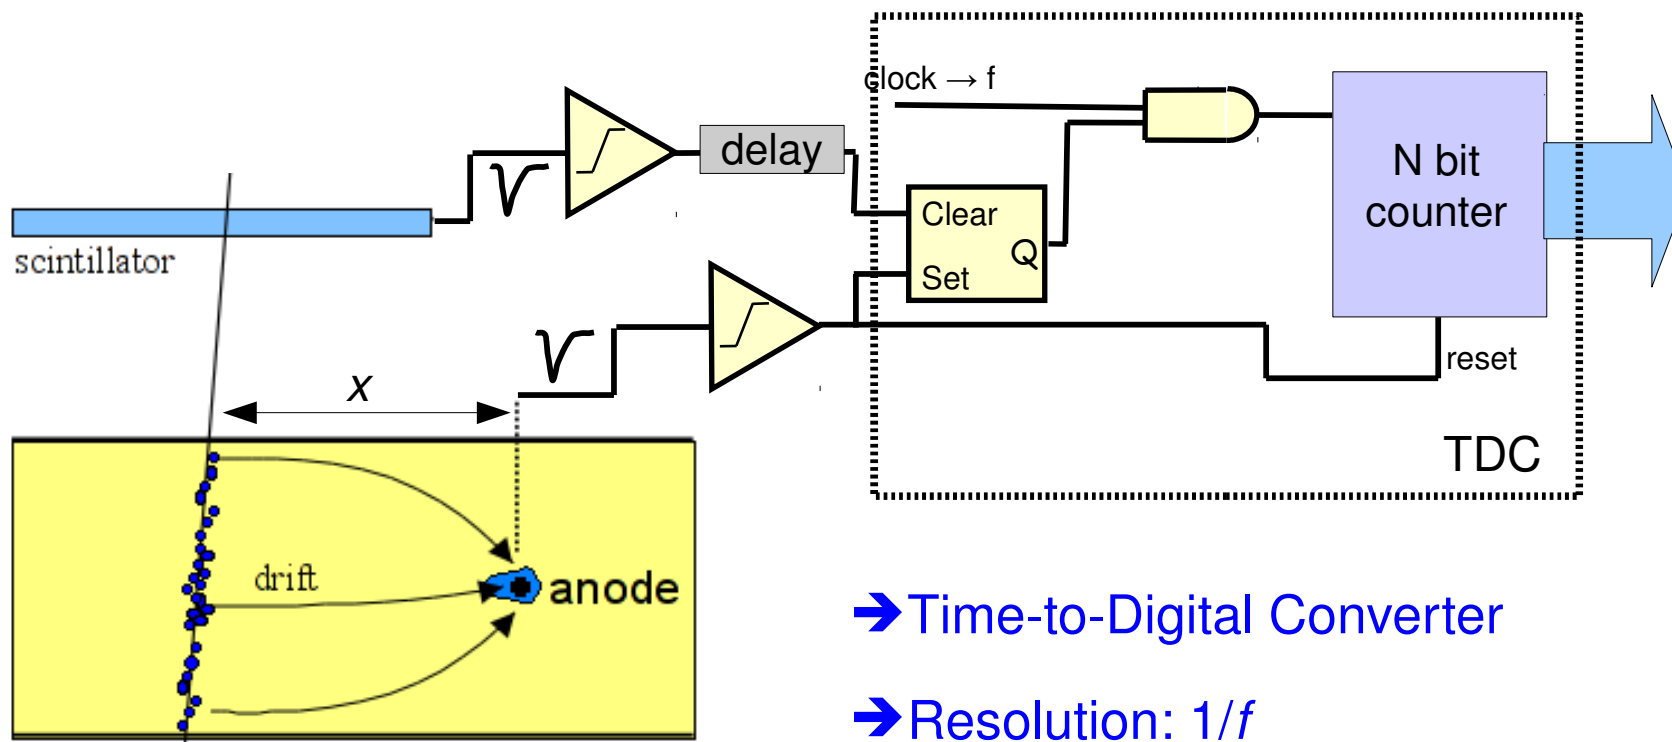 clock → f
delay
N bit
counter
Clear
Q
Set
scintillator
reset
x
TDC
drift
anode
➔Time-to-Digital Converter
➔Resolution: 1/f